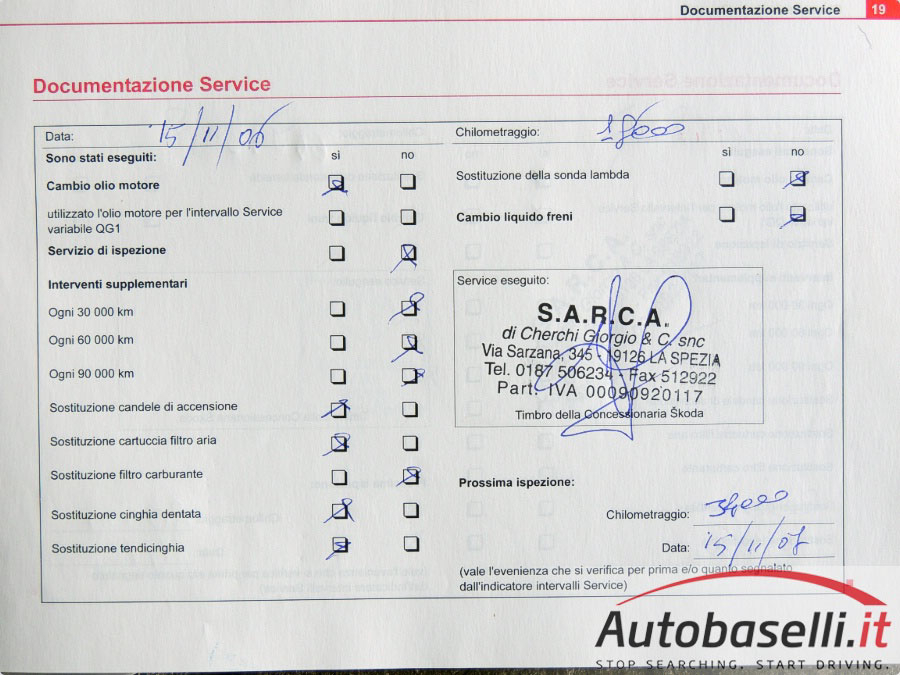 Documentazione Service 19
Documentazione Service
Data: 15/11/06
Chilometraggio:
Sono stati eseguiti:
sì no
sì no
Cambio olio motore
Sostituzione della sonda lambda
utilizzato l'olio motore per l'intervallo Service
variabile QG1
Cambio liquido freni
Servizio di ispezione
Interventi supplementari
Ogni 30 000 km
Ogni 60 000 km
Ogni 90 000 km
Sostituzione candele di accensione
Sostituzione cartuccia filtro aria
Sostituzione filtro carburante
Sostituzione cinghia dentata
Sostituzione tendicinghia
Service eseguito:
S.A.R.C.A.
di Cherchi Giorgio & C. snc
Via Sarzana, 345 - 19126 LA SPEZIA
Tel. 0187 506234 - Fax 512922
Part. IVA 00090920117
Timbro della Concessionaria Škoda
Prossima ispezione:
Chilometraggio:
Data: 15/11/07
(vale l'evenienza che si verifica per prima e/o quanto segnalato
dall'indicatore intervalli Service)
Autobaselli.it
STOP SEARCHING. START DRIVING.